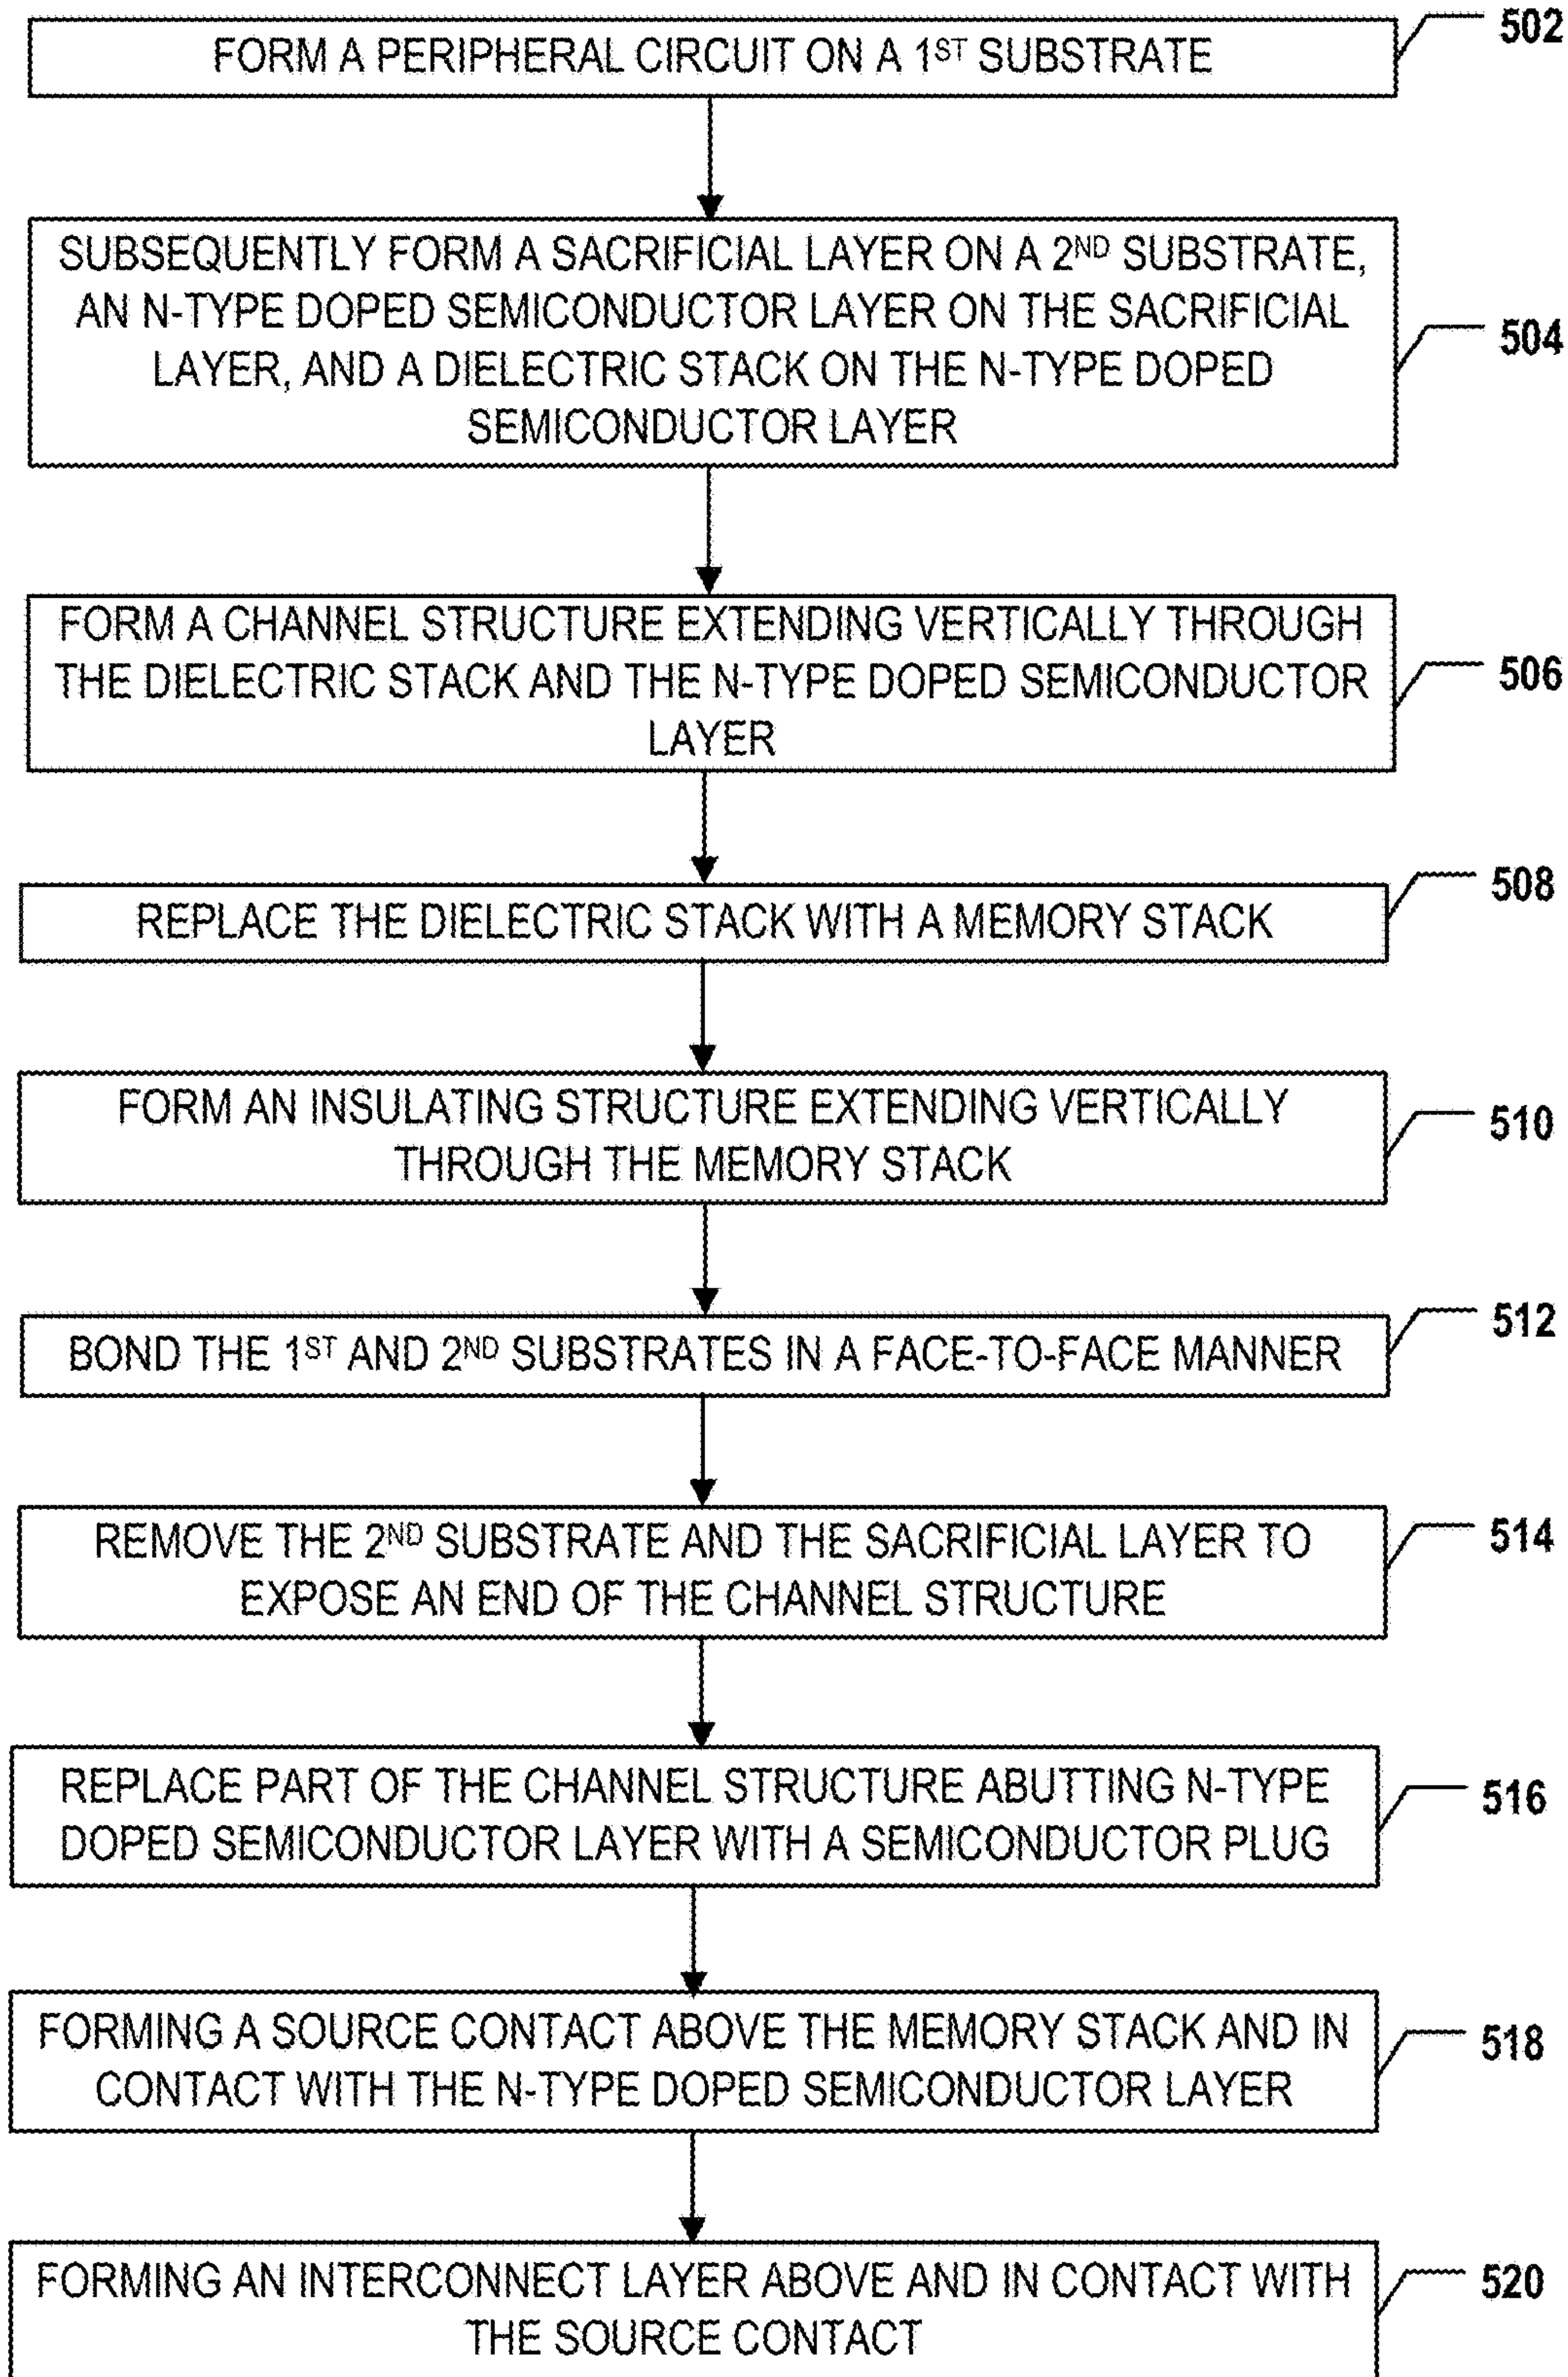 FORM A PERIPHERAL CIRCUIT ON A 1ST SUBSTRATE
502
SUBSEQUENTLY FORM A SACRIFICIAL LAYER ON A 2ND SUBSTRATE,
AN N-TYPE DOPED SEMICONDUCTOR LAYER ON THE SACRIFICIAL
LAYER, AND A DIELECTRIC STACK ON THE N-TYPE DOPED
SEMICONDUCTOR LAYER
504
FORM A CHANNEL STRUCTURE EXTENDING VERTICALLY THROUGH
THE DIELECTRIC STACK AND THE N-TYPE DOPED SEMICONDUCTOR
LAYER
506
REPLACE THE DIELECTRIC STACK WITH A MEMORY STACK
508
FORM AN INSULATING STRUCTURE EXTENDING VERTICALLY
THROUGH THE MEMORY STACK
510
BOND THE 1ST AND 2ND SUBSTRATES IN A FACE-TO-FACE MANNER
512
REMOVE THE 2ND SUBSTRATE AND THE SACRIFICIAL LAYER TO
EXPOSE AN END OF THE CHANNEL STRUCTURE
514
REPLACE PART OF THE CHANNEL STRUCTURE ABUTTING N-TYPE
DOPED SEMICONDUCTOR LAYER WITH A SEMICONDUCTOR PLUG
516
FORMING A SOURCE CONTACT ABOVE THE MEMORY STACK AND IN
CONTACT WITH THE N-TYPE DOPED SEMICONDUCTOR LAYER
518
FORMING AN INTERCONNECT LAYER ABOVE AND IN CONTACT WITH
THE SOURCE CONTACT
520